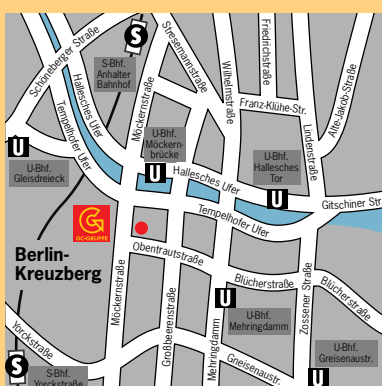 Schöneberger Straße
Hallesches Ufer
Tempelhofer Ufer
S
S-Bhf.
Anhalter
Bahnhof
Stresemannstraße
Möckernstraße
Wilhelmstraße
Friedrichstraße
Franz-Klühe-Str.
Lindenstraße
Alte-Jakob-Straße
U
U-Bhf.
Gleisdreieck
U-Bhf.
Möckern-
brücke
U
Hallesches Ufer
U-Bhf.
Hallesches
Tor
U
Gitschiner Str
Tempelhofer Ufer
G
GC-GRUPPE
Berlin-
Kreuzberg
Obentrautstraße
Möckernstraße
Großbeerenstraße
Mehringdamm
Blücherstraße
Blücherstraße
Zossener Straße
U
U-Bhf.
Mehringdamm
Gneisenaustr.
U-Bhf.
Greisenaustr.
U
Yorckstraße
S
S-Bhf.
Yorckstraße